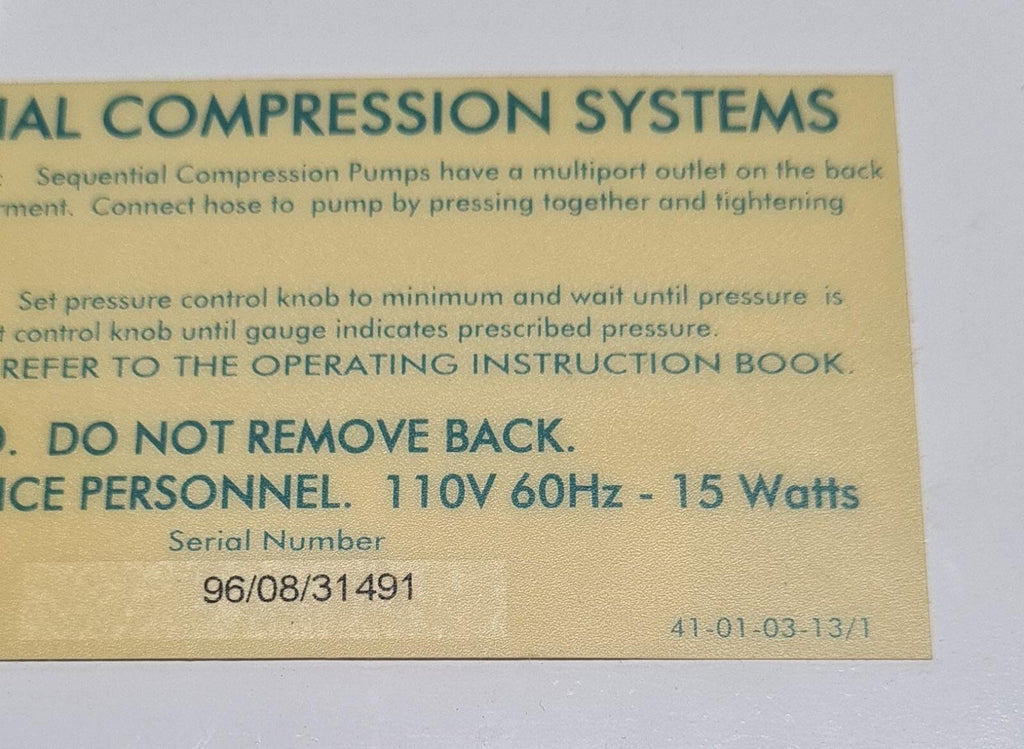 IAL COMPRESSION SYSTEMS
: Sequential Compression Pumps have a multiport outlet on the back
ment. Connect hose to pump by pressing together and tightening
Set pressure control knob to minimum and wait until pressure is
t control knob until gauge indicates prescribed pressure.
REFER TO THE OPERATING INSTRUCTION BOOK.
. DO NOT REMOVE BACK.
ICE PERSONNEL. 110V 60Hz - 15 Watts
Serial Number
96/08/31491
41-01-03-13/1